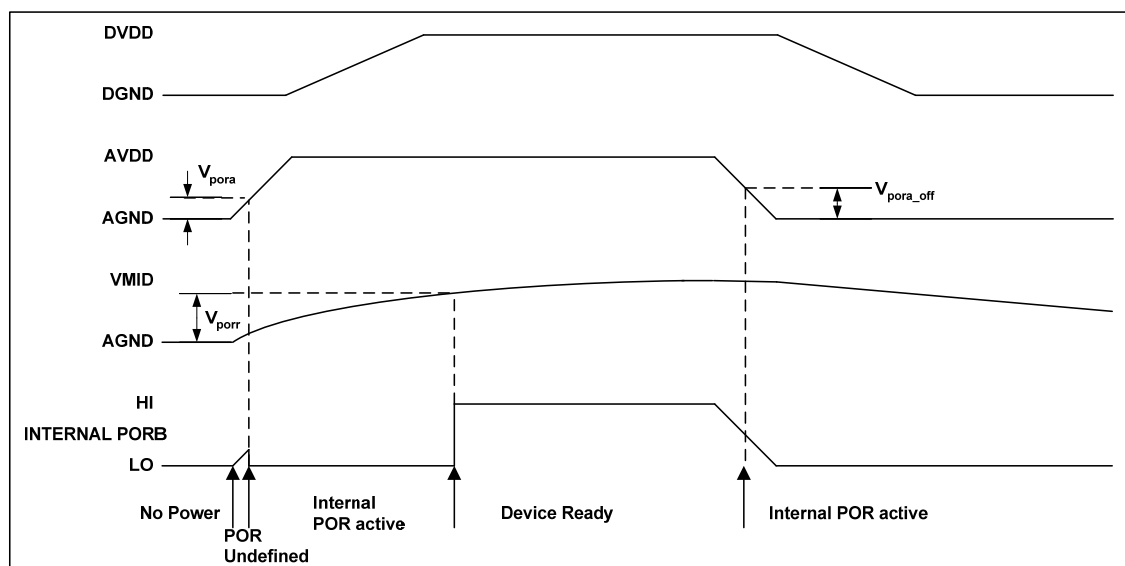 DVDD
DGND
AVDD
Vpora
Vpora_off
AGND
VMID
Vporr
AGND
HI
INTERNAL PORB
LO
No Power
POR
Undefined
Internal
POR active
Device Ready
Internal POR active